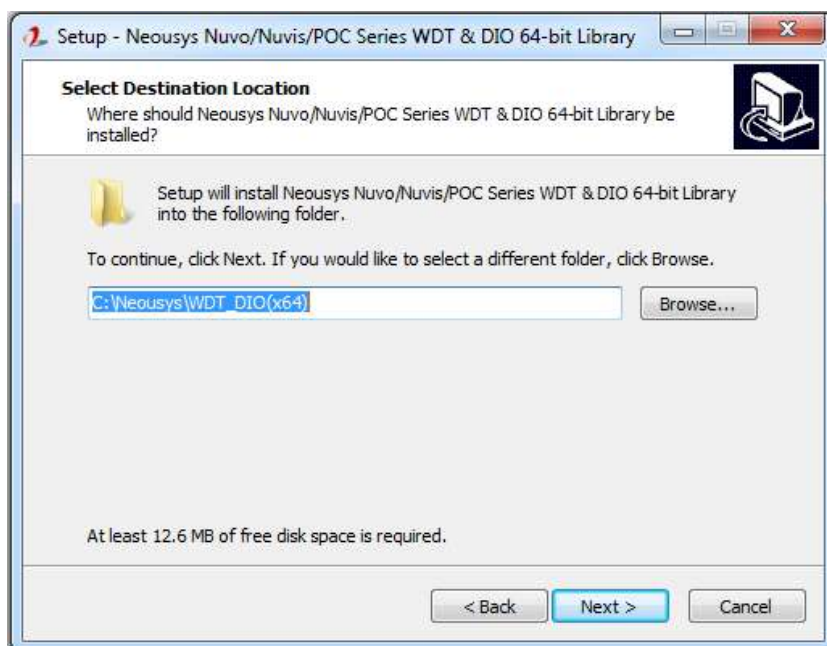 Setup - Neousys Nuvo/Nuvis/POC Series WDT & DIO 64-bit Library
Select Destination Location
Where should Neousys Nuvo/Nuvis/POC Series WDT & DIO 64-bit Library be
installed?
Setup will install Neousys Nuvo/Nuvis/POC Series WDT & DIO 64-bit Library
into the following folder.
To continue, click Next. If you would like to select a different folder, click Browse.
C:\Neousys\WDT_DIO(x64)
Browse...
At least 12.6 MB of free disk space is required.
< Back
Next >
Cancel